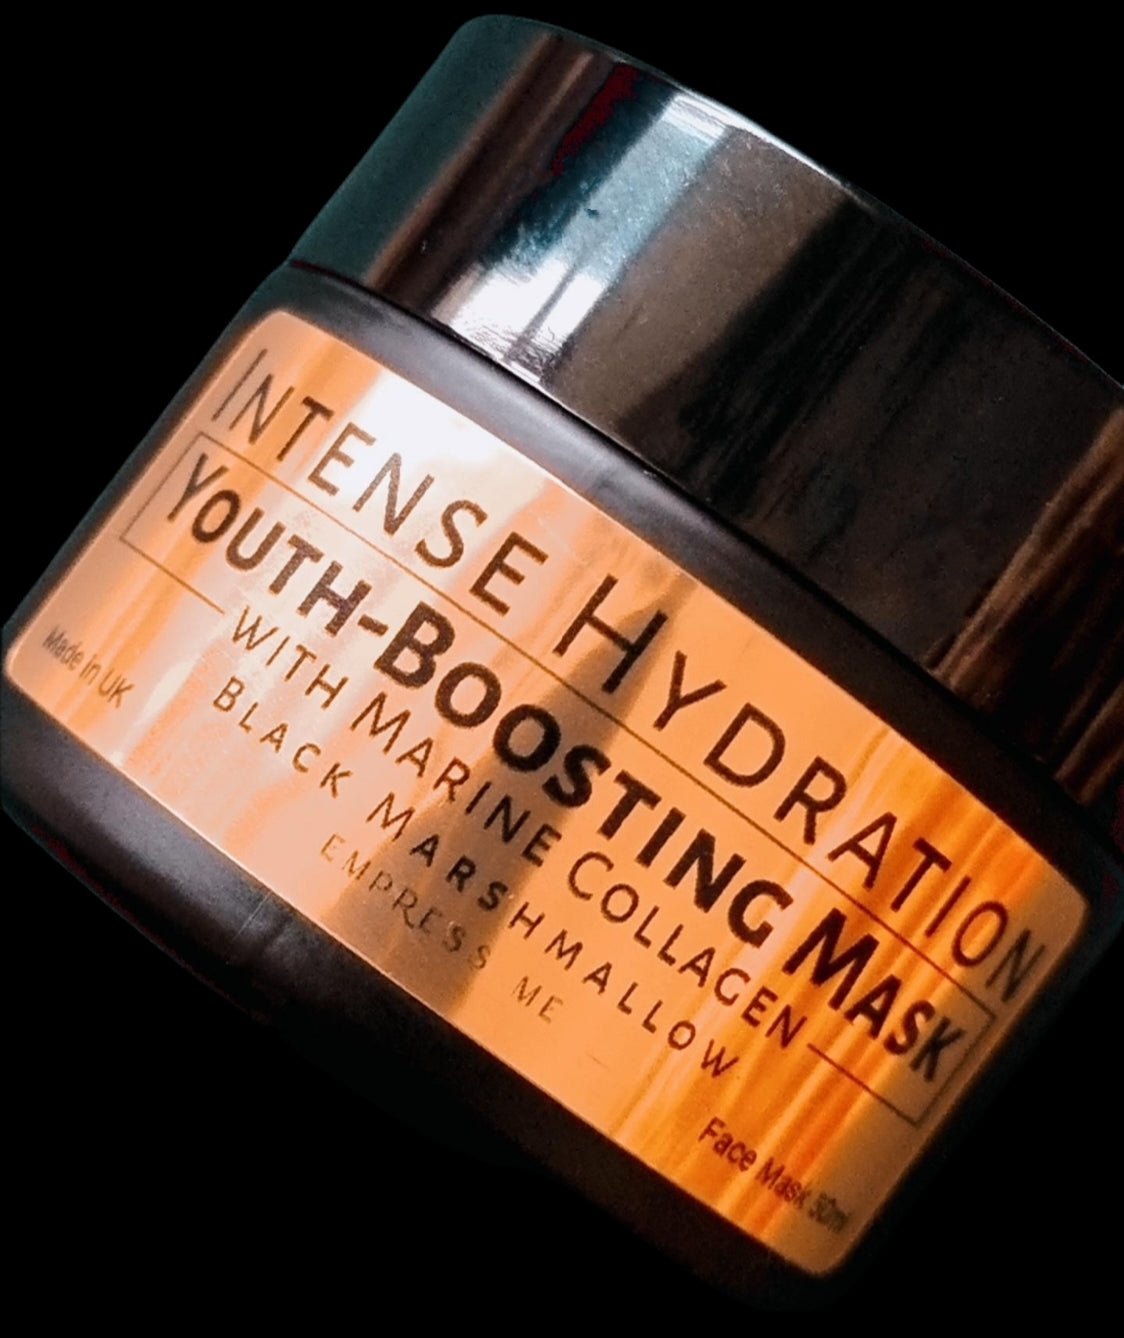 INTENSE HYDRATION
YOUTH-BOOSTING MASK
WITH MARINE COLLAGEN
BLACK MARSHMALLOW
EMPRESS ME
Made in UK
Face Mask 50ml